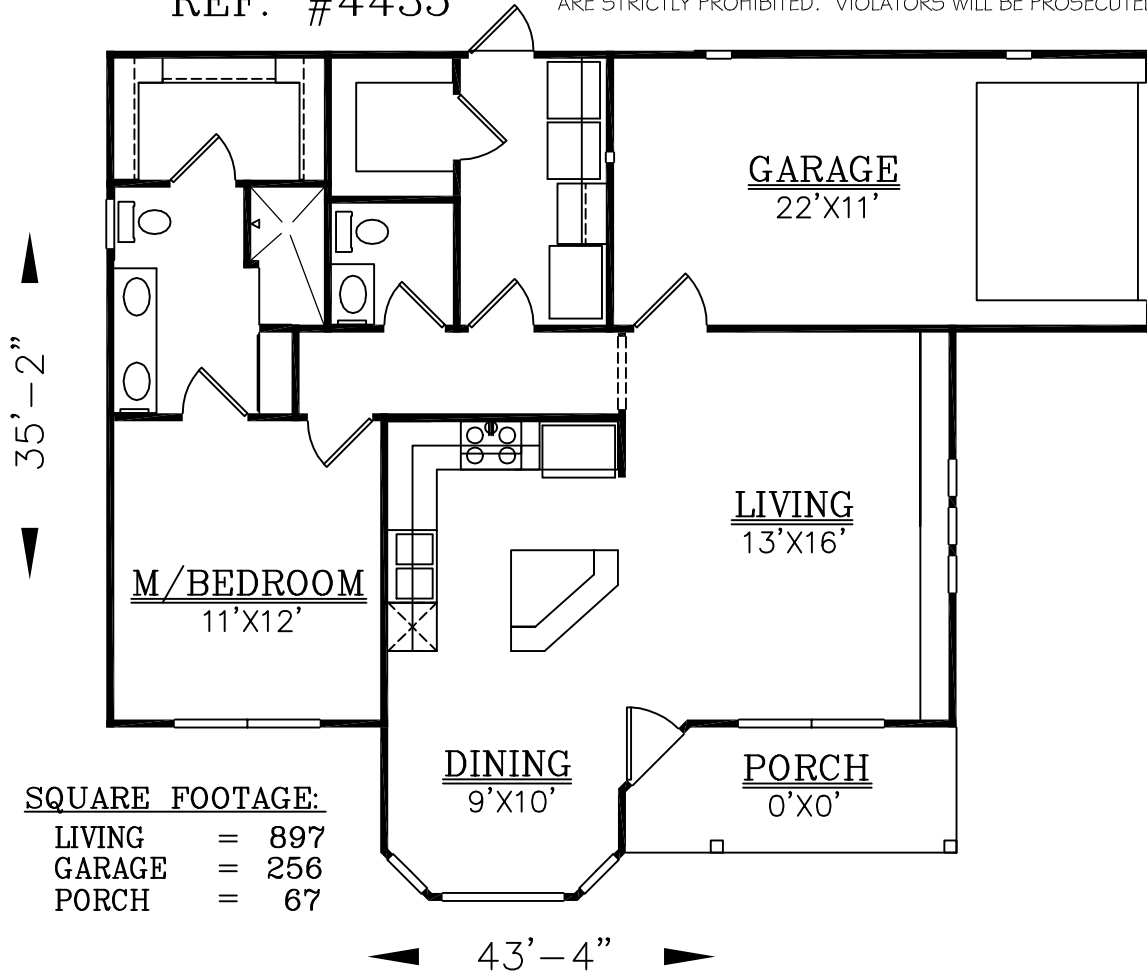 REF. #4435
ARE STRICTLY PROHIBITED. VIOLATORS WILL BE PROSECUTED
GARAGE
22'X11'
35'-2"
LIVING
13'X16'
M/BEDROOM
11'X12'
DINING
9'X10'
PORCH
0'X0'
SQUARE FOOTAGE:
LIVING = 897
GARAGE = 256
PORCH = 67
43'-4"